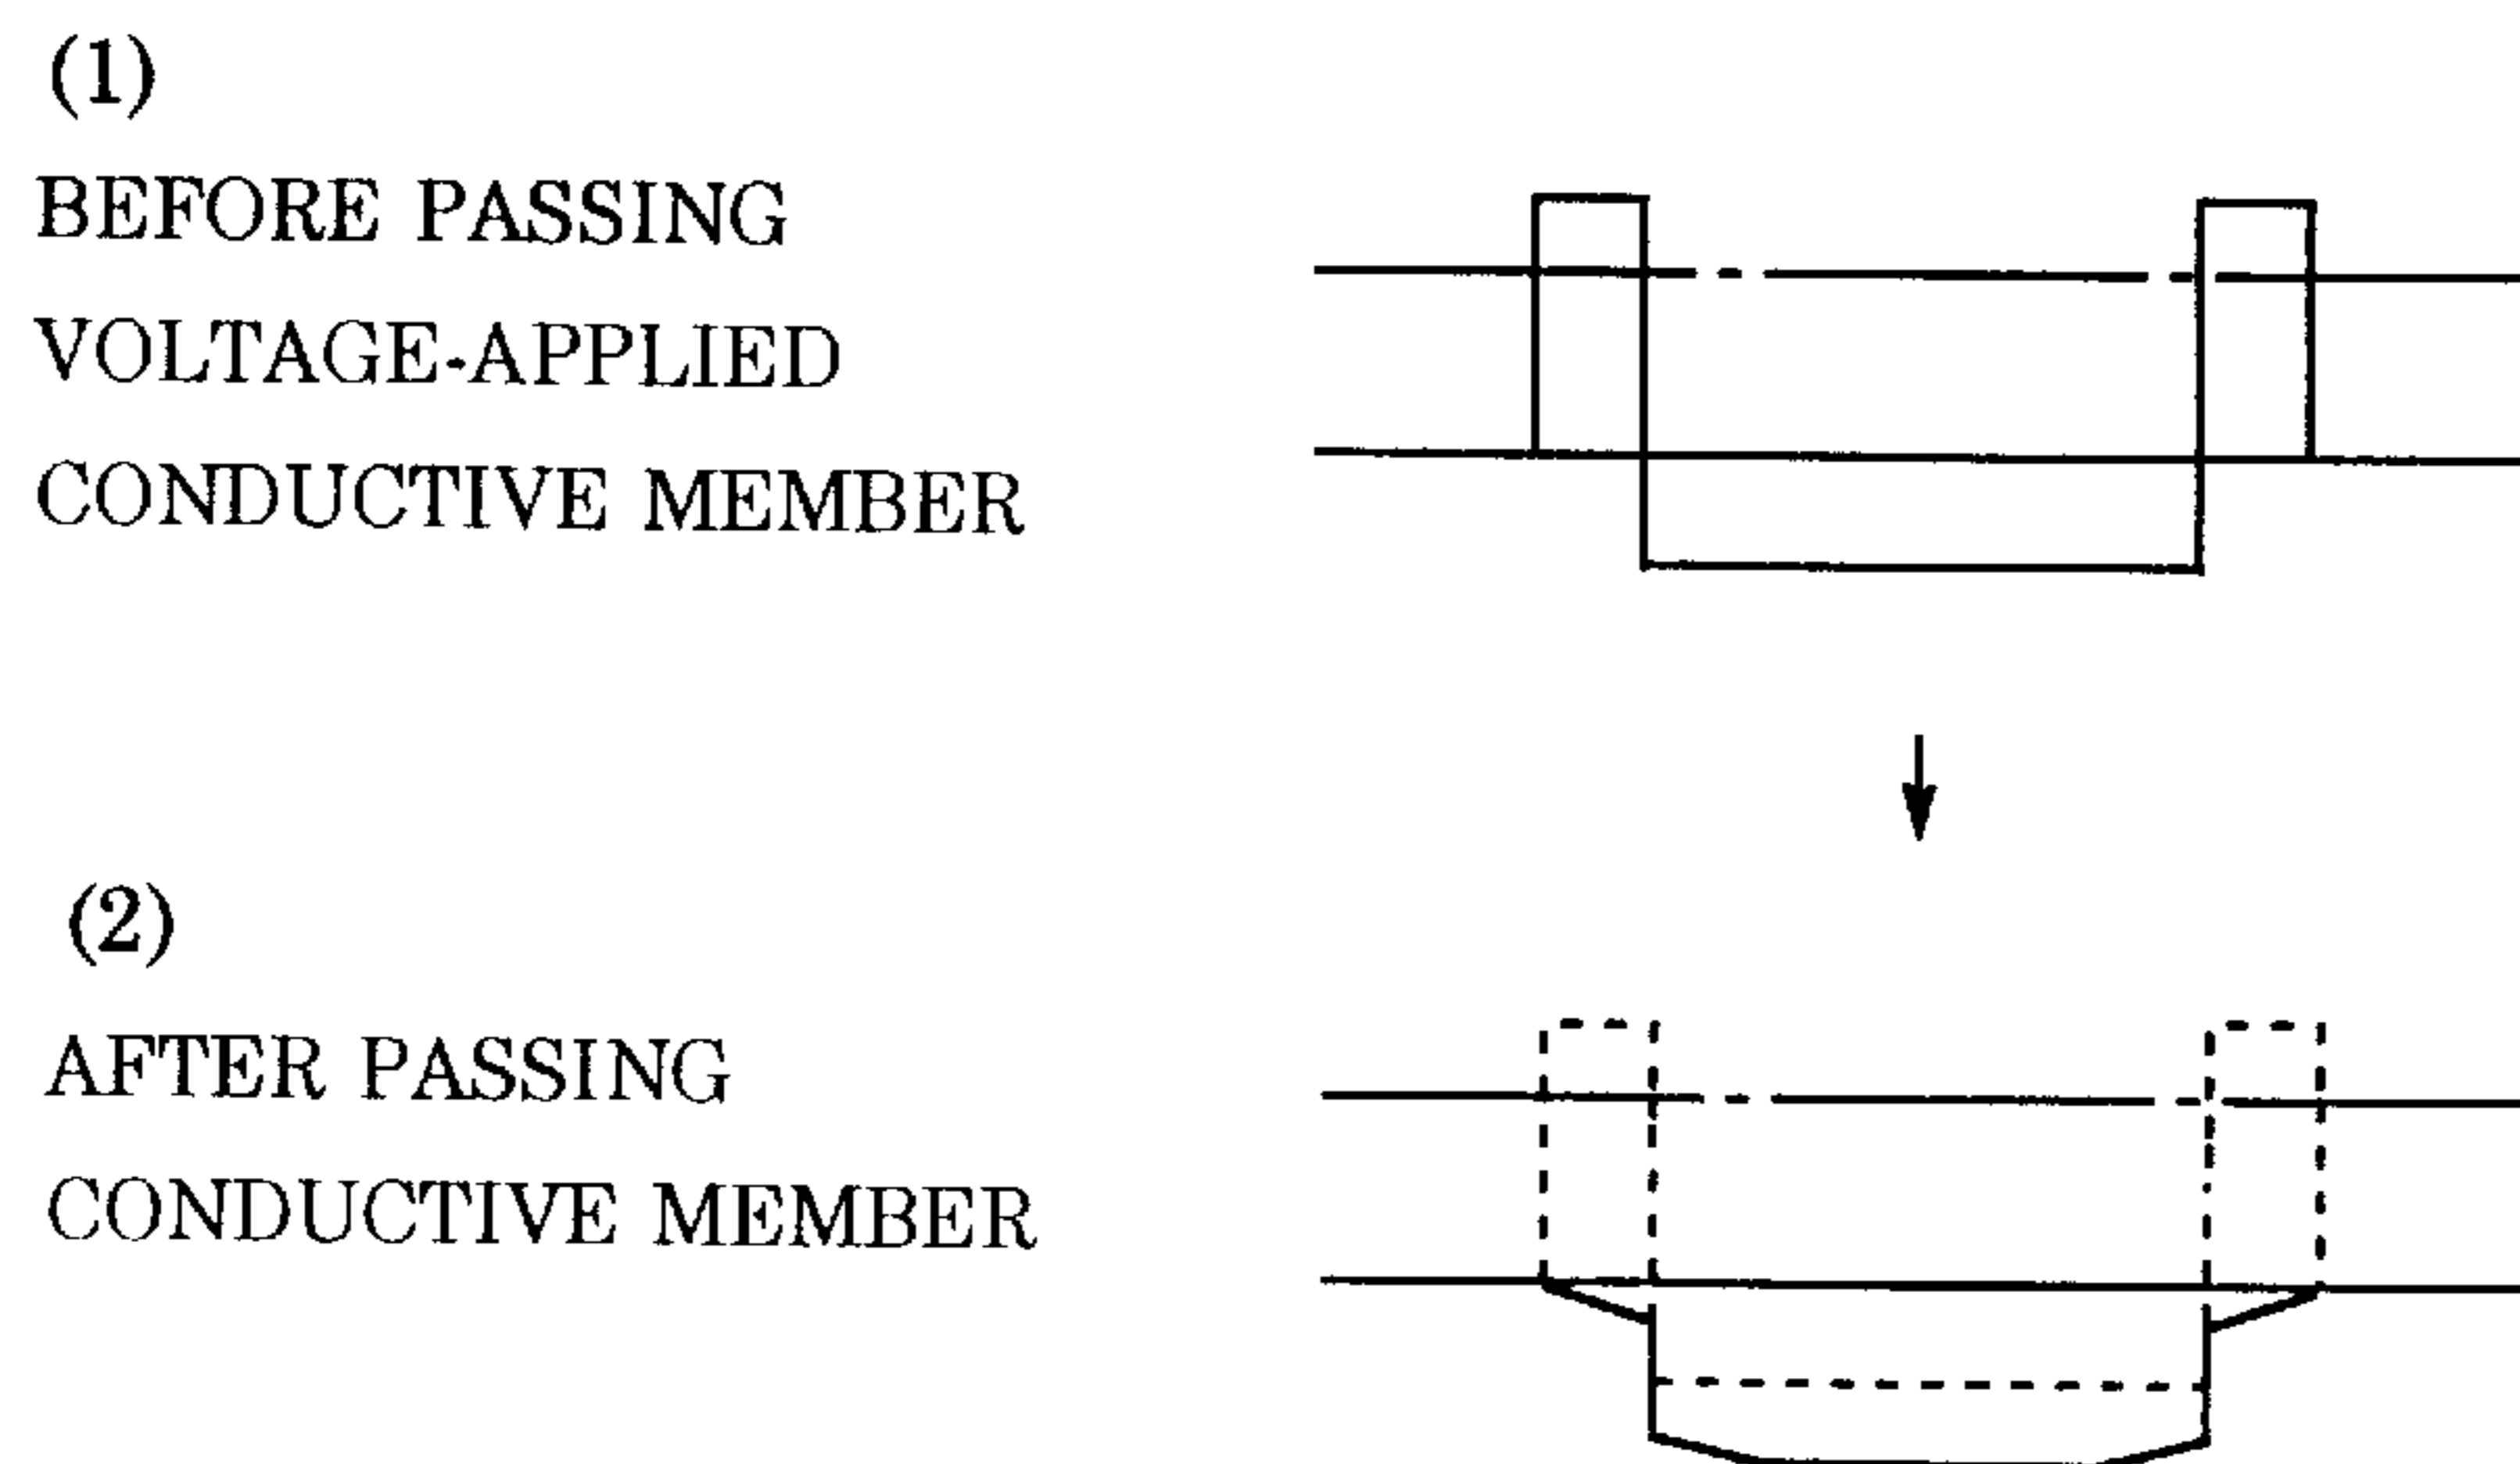 (1)
BEFORE PASSING
VOLTAGE-APPLIED
CONDUCTIVE MEMBER
(2)
AFTER PASSING
CONDUCTIVE MEMBER